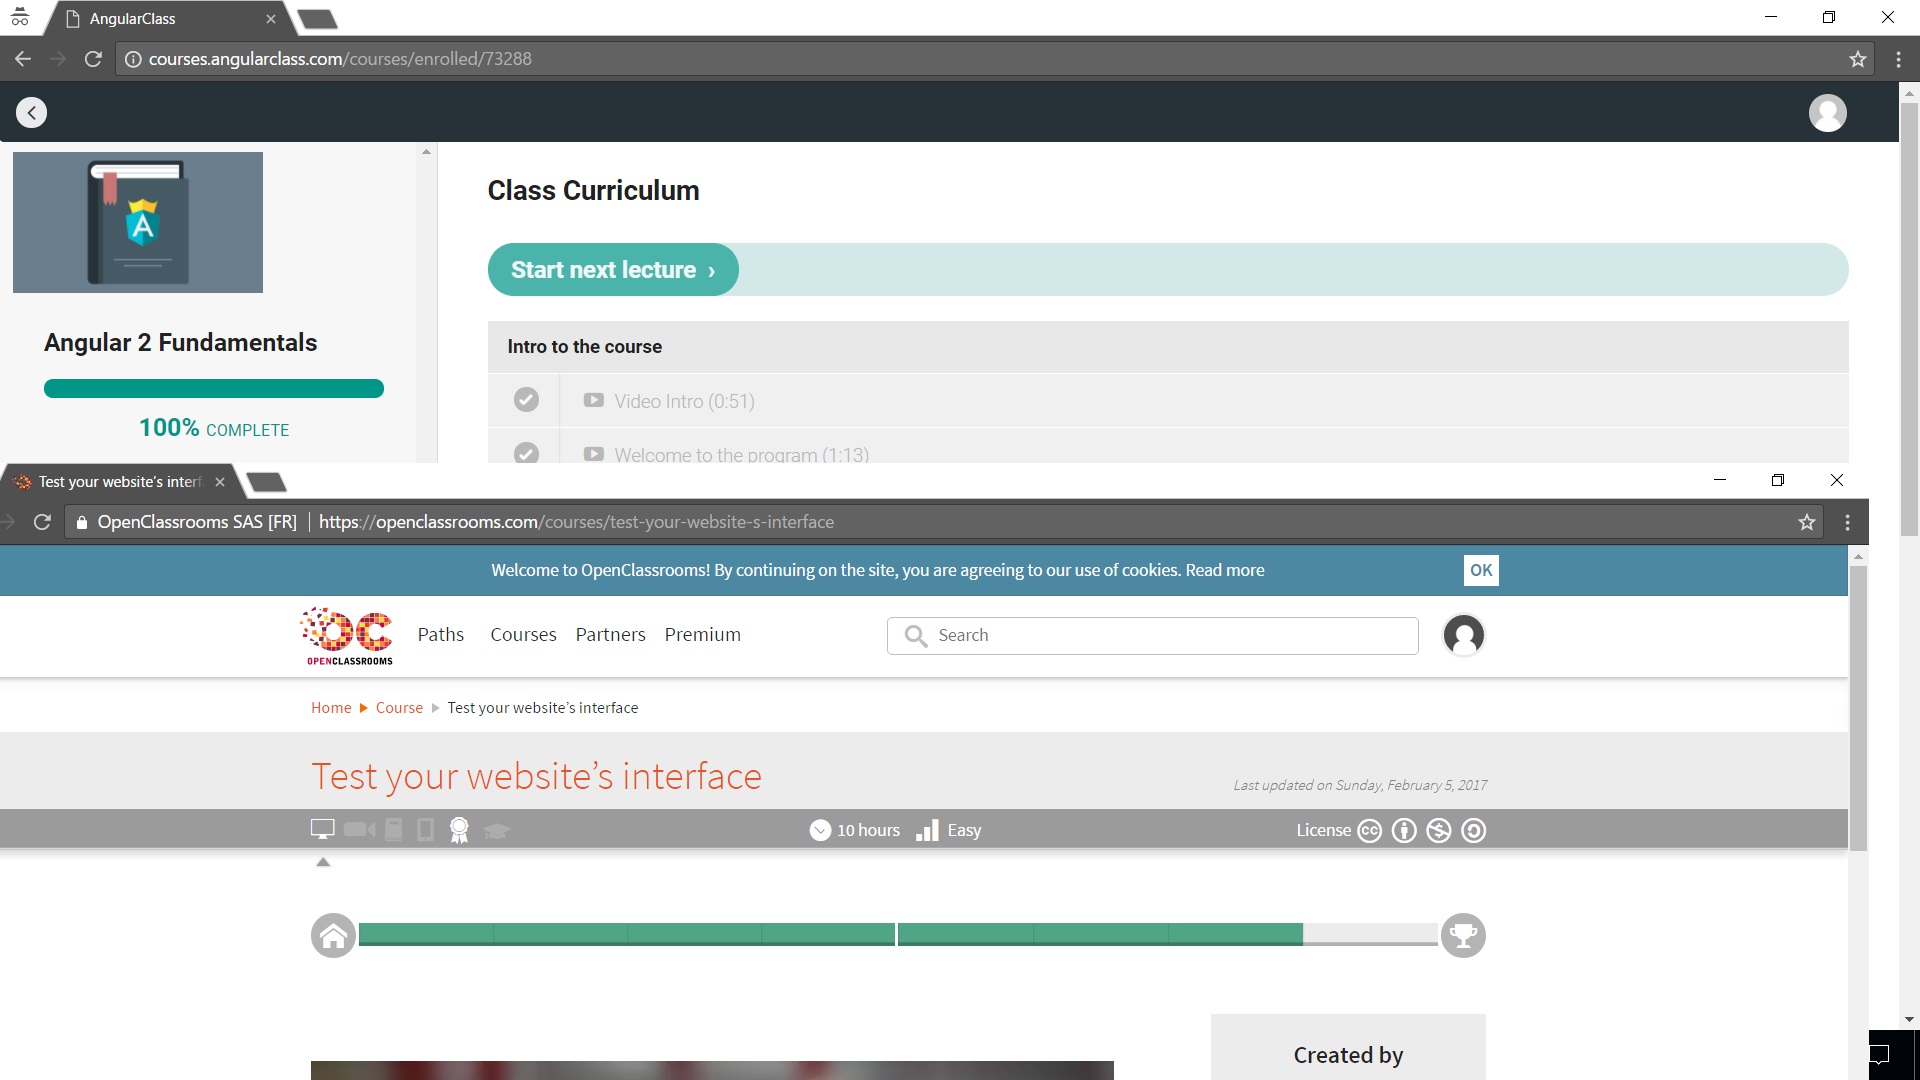 AngularClass
courses.angularclass.com/courses/enrolled/73288
Class Curriculum
Start next lecture ›
Angular 2 Fundamentals
100% COMPLETE
Intro to the course
Video Intro (0:51)
Welcome to the program (1:13)
Test your website's interf
OpenClassrooms SAS [FR] https://openclassrooms.com/courses/test-your-website-s-interface
Welcome to OpenClassrooms! By continuing on the site, you are agreeing to our use of cookies. Read more
OK
OC
OPENCLASSROOMS
Paths Courses Partners Premium
Search
Home Course Test your website's interface
Test your website's interface
Last updated on Sunday, February 5, 2017
10 hours Easy
License cc
Created by